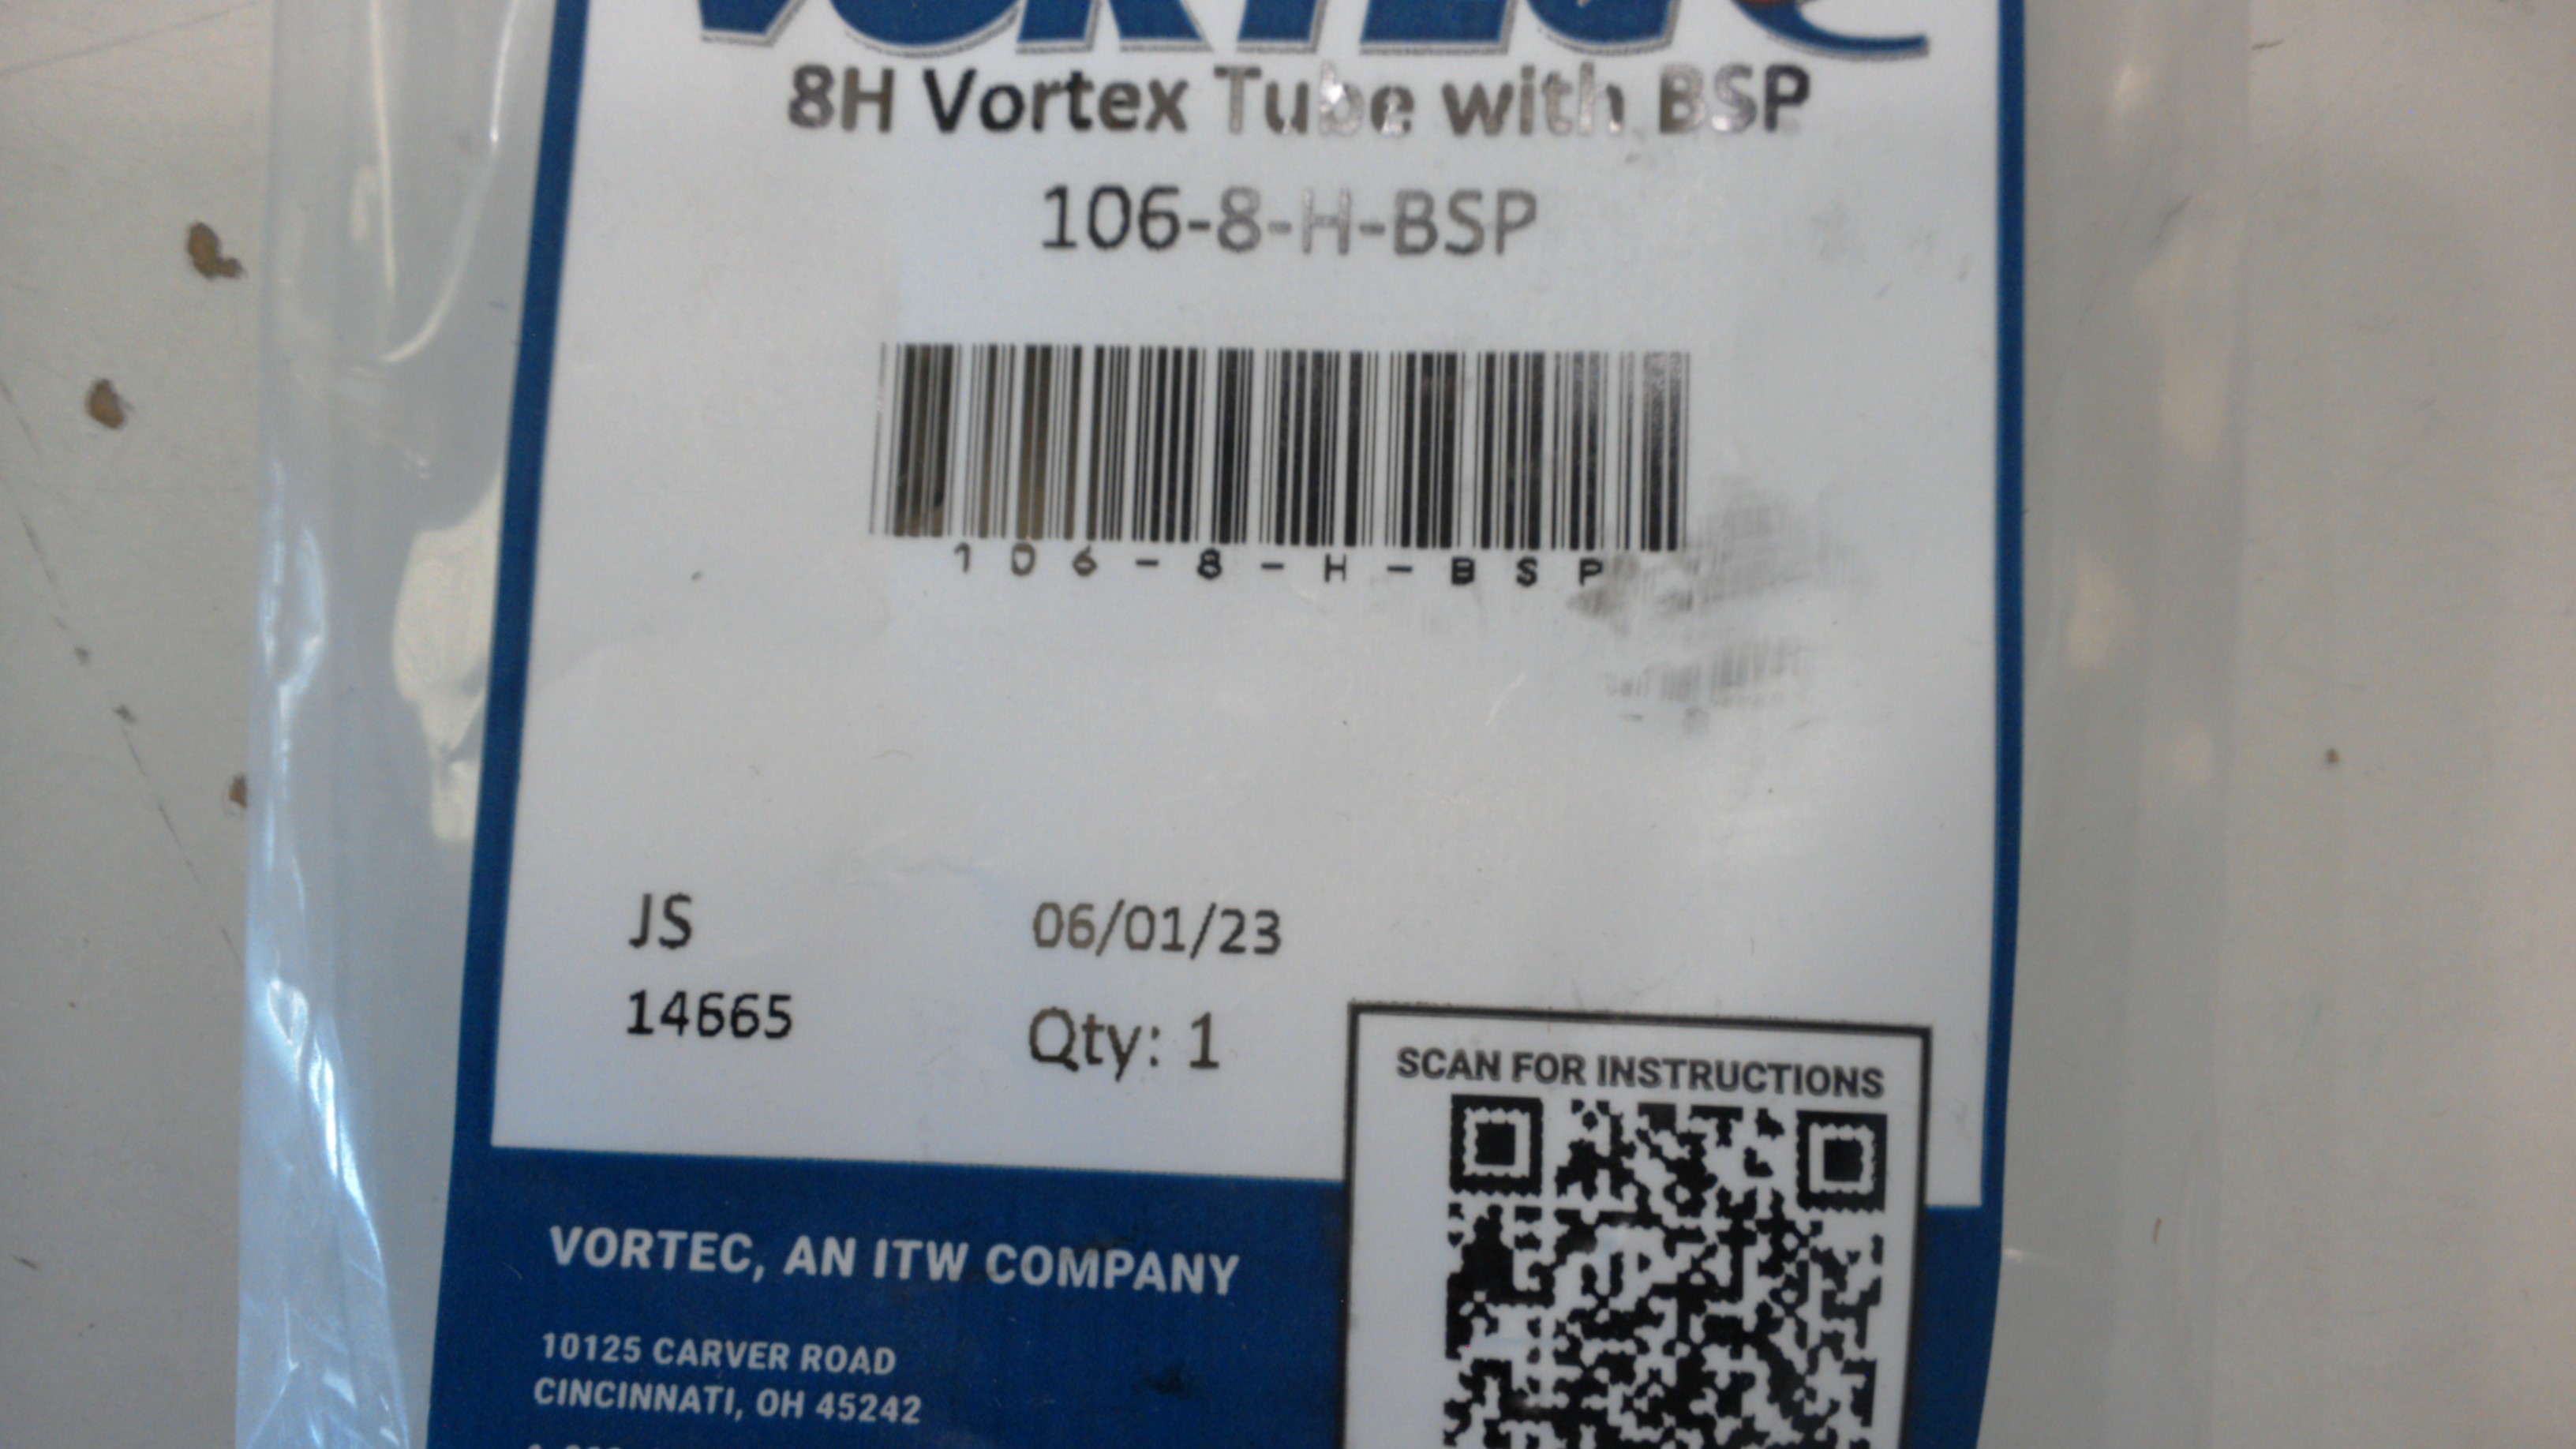 VORTEC
8H Vortex Tube with BSP
106-8-H-BSP
106-8-H-BSP
JS
06/01/23
14665
Qty: 1
SCAN FOR INSTRUCTIONS
VORTEC, AN ITW COMPANY
10125 CARVER ROAD
CINCINNATI, OH 45242